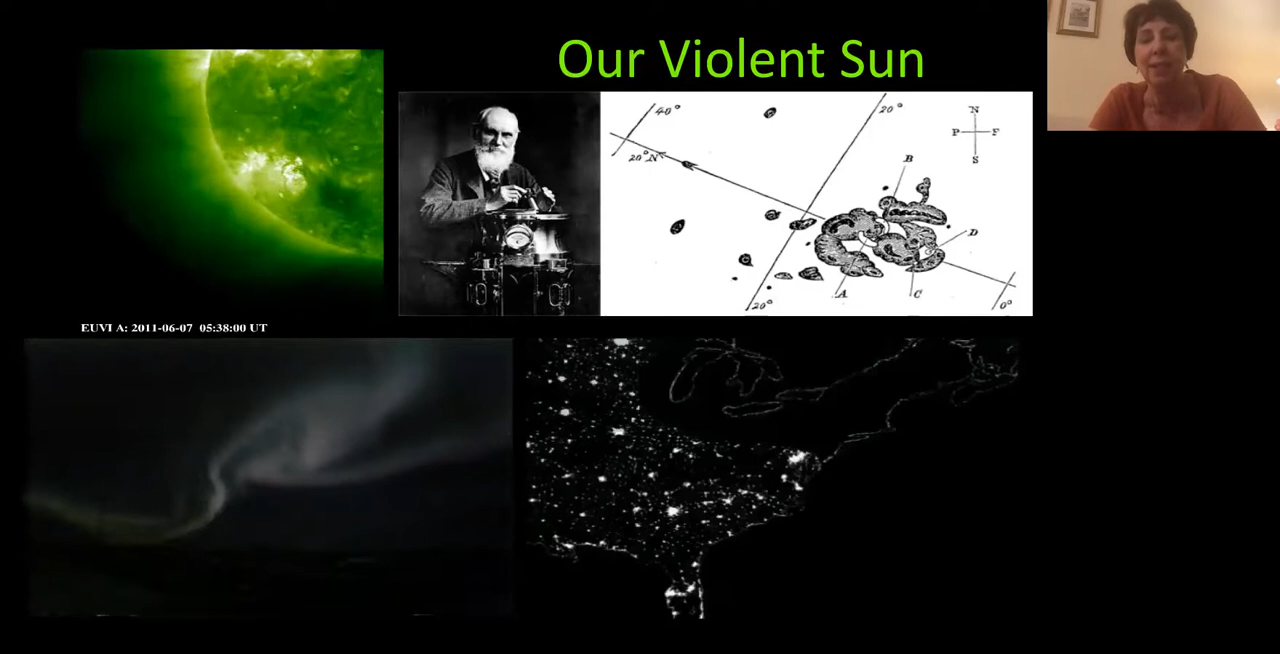 Our Violent Sun
40°
20°
N
20°N
P F
S
B
D
A
C
20°
0°
EUVI A: 2011-06-07 05:38:00 UT